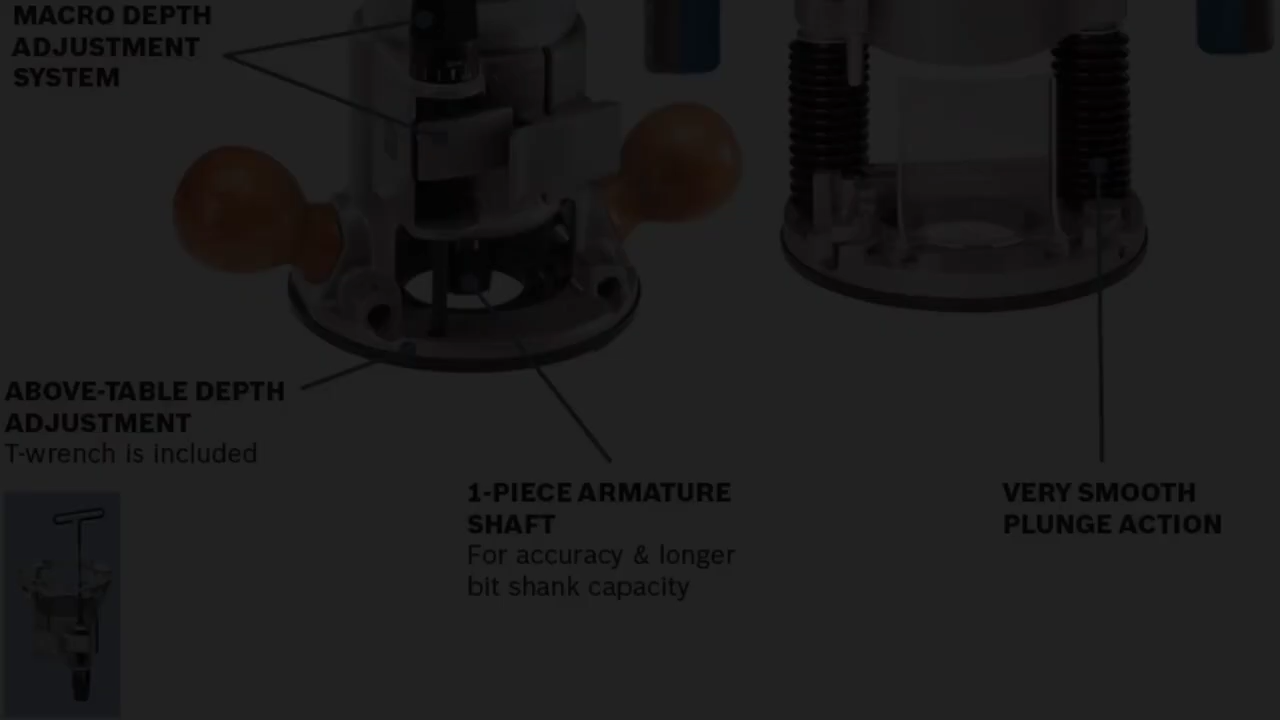 MACRO DEPTH
ADJUSTMENT
SYSTEM
ABOVE-TABLE DEPTH
ADJUSTMENT
T-wrench is included
1-PIECE ARMATURE
SHAFT
For accuracy & longer
bit shank capacity
VERY SMOOTH
PLUNGE ACTION